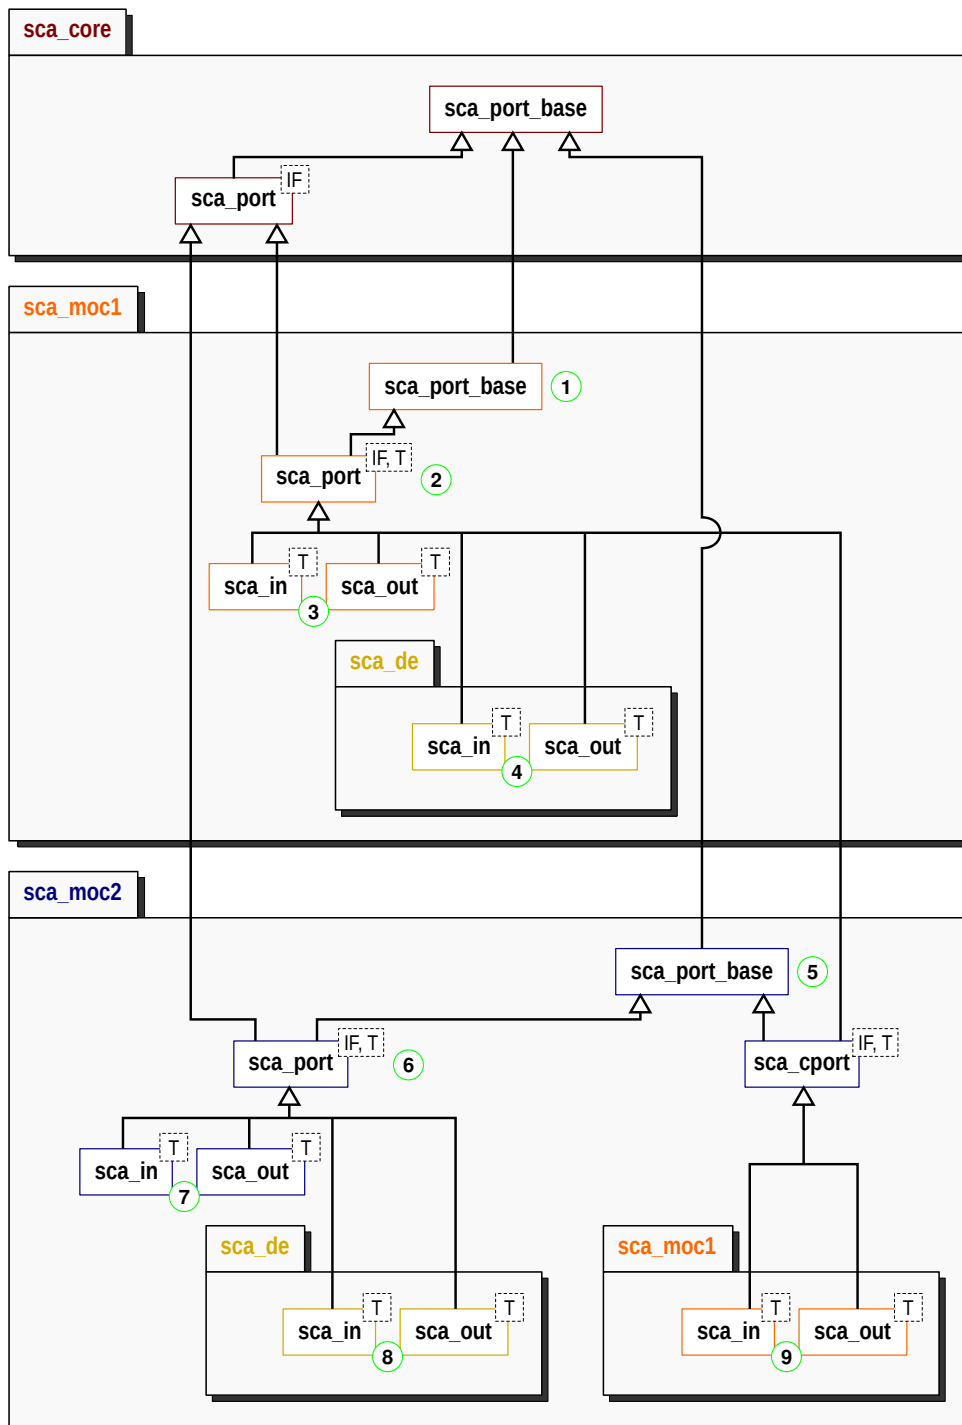 sca_core
sca_port_base
IF
sca_port
sca_moc1
sca_port_base
1
IF, T
sca_port
2
T
T
sca_in
sca_out
3
sca_de
T
T
sca_in
sca_out
4
sca_moc2
sca_port_base
5
IF, T
IF, T
sca_port
6
sca_cport
T
T
sca_in
sca_out
7
sca_de
sca_moc1
T
T
T
T
sca_in
sca_out
sca_in
sca_out
8
9